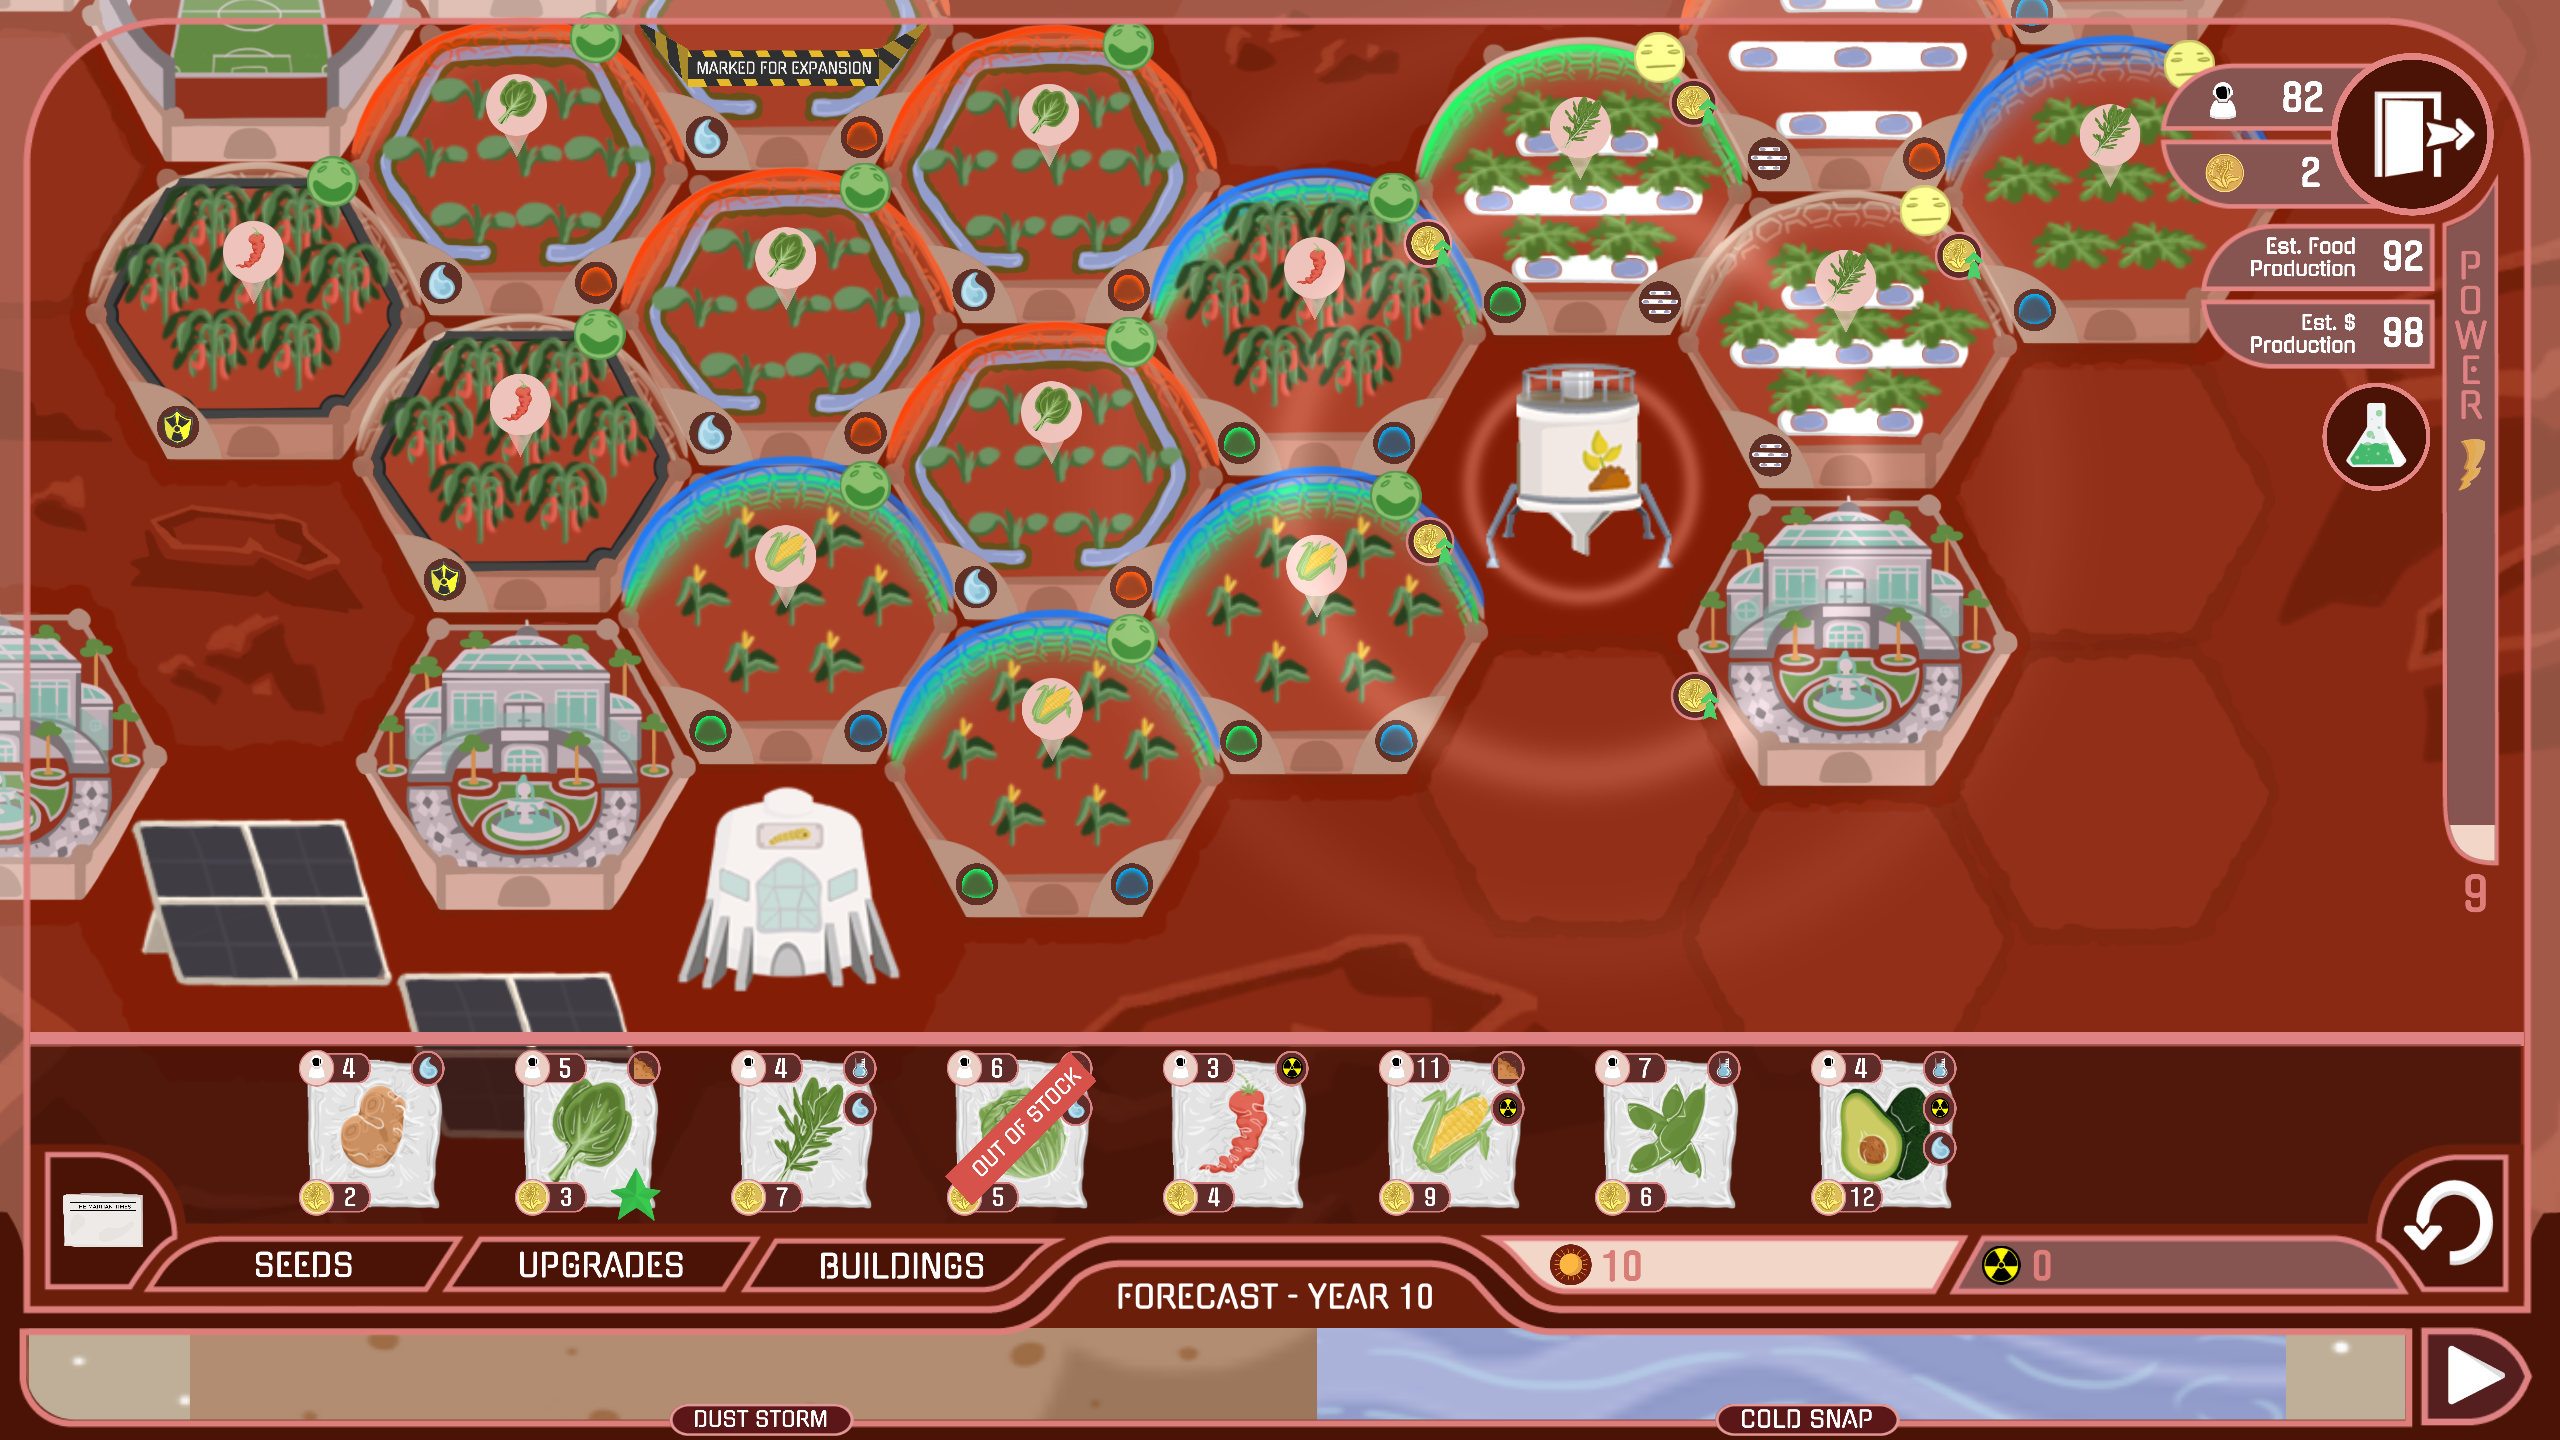 MARKED FOR EXPANSION
82
2
Est. Food
Production
92
Est. $
Production
98
POWER
9
4
5
4
6
3
11
7
4
OUT OF STOCK
2
3
7
5
4
9
6
12
SEEDS
UPGRADES
BUILDINGS
10
0
FORECAST - YEAR 10
DUST STORM
COLD SNAP